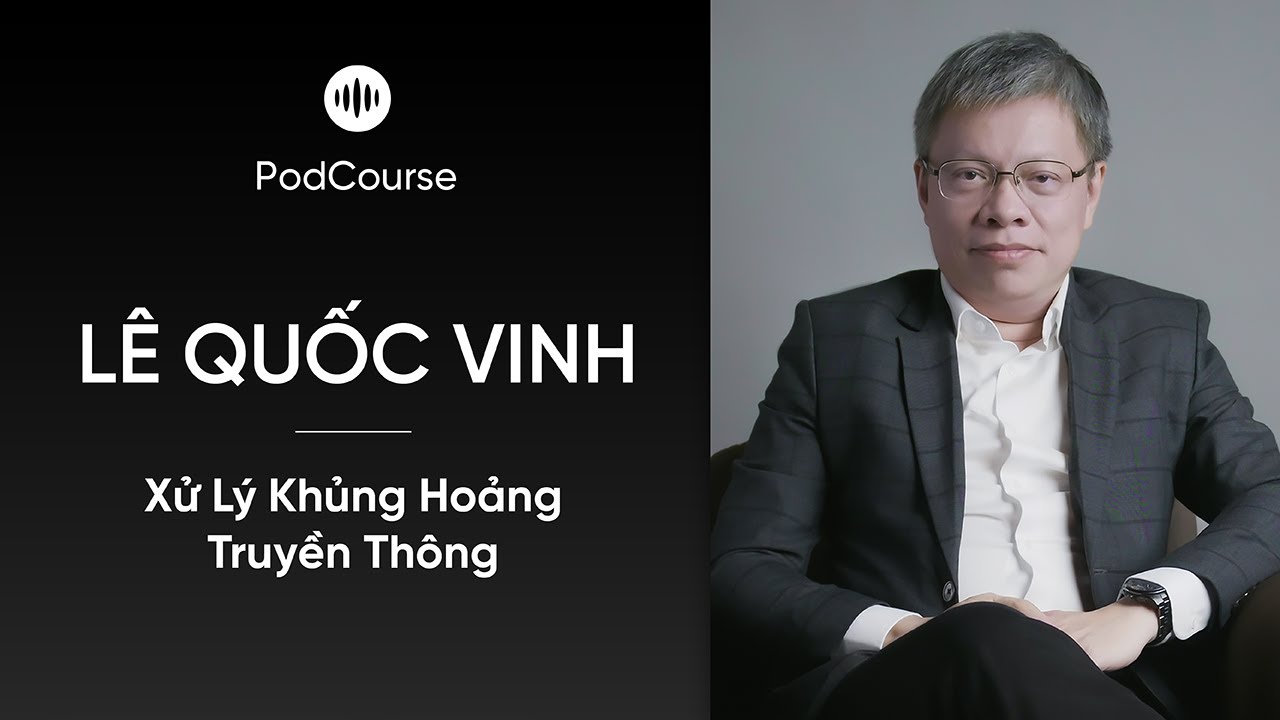 PodCourse
LÊ QUỐC VINH
Xử Lý Khủng Hoảng
Truyền Thông